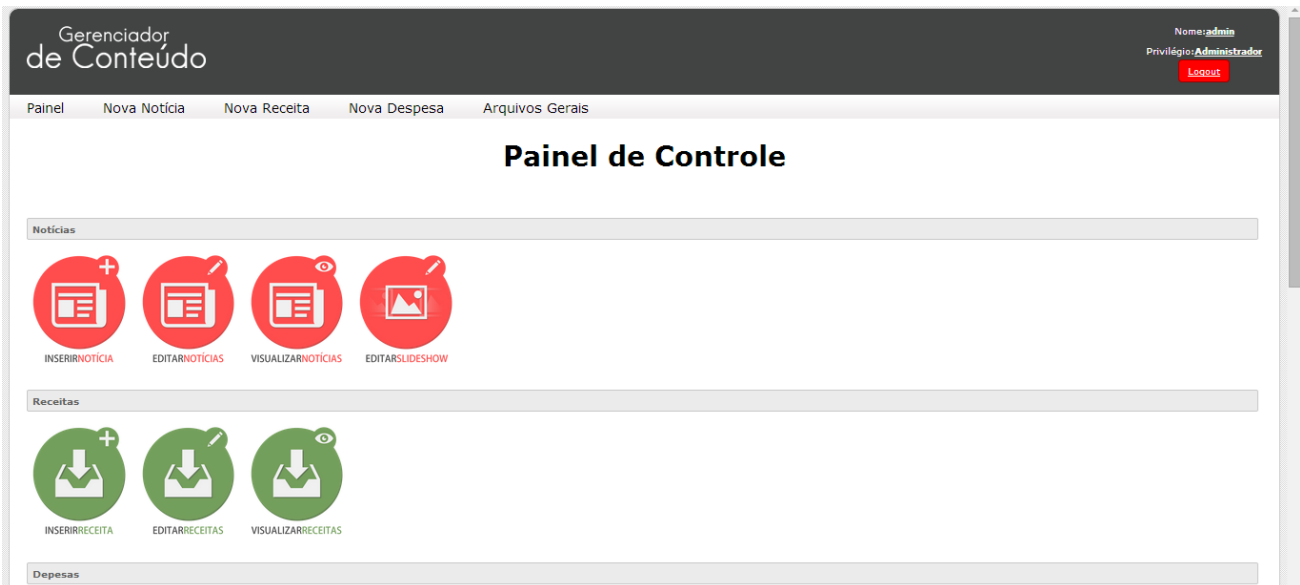 Gerenciador
de Conteúdo
Nome:admin
Privilégio:Administrador
Logout
Painel Nova Notícia Nova Receita Nova Despesa Arquivos Gerais
Painel de Controle
Notícias
INSERIRNOTÍCIA EDITARNOTÍCIAS VISUALIZARNOTÍCIAS EDITARSLIDESHOW
Receitas
INSERIRRECEITA EDITARRECEITAS VISUALIZARRECEITAS
Depesas